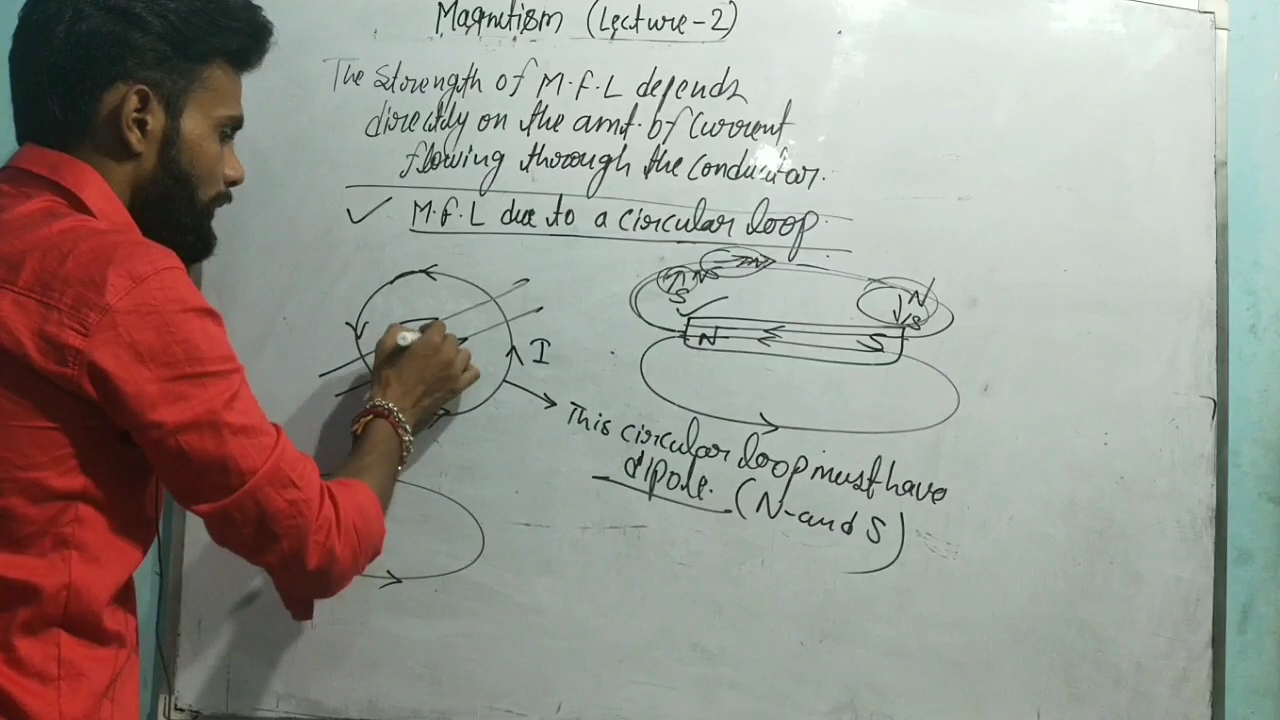 Magnetism (Lecture-2)
The Strength of M.F.L depends
directly on the amt. of Current
flowing through the conductor.
✓ M.F.L due to a circular loop.
N
S
N
S
N
S
I
This circular loop must have
dipole. (N-and S)